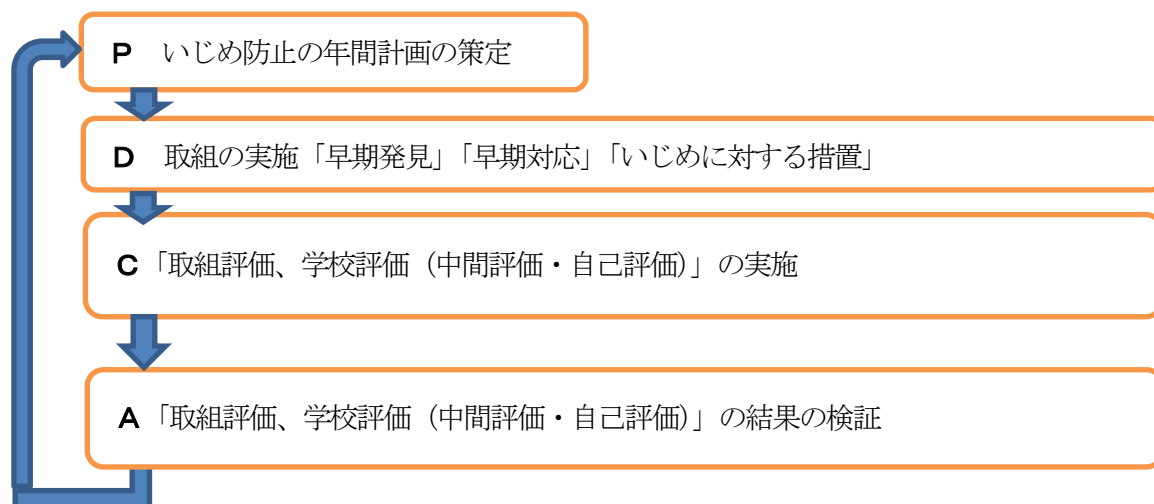 P いじめ防止の年間計画の策定
D 取組の実施「早期発見」「早期対応」「いじめに対する措置」
C「取組評価、学校評価（中間評価・自己評価）」の実施
A「取組評価、学校評価（中間評価・自己評価）」の結果の検証